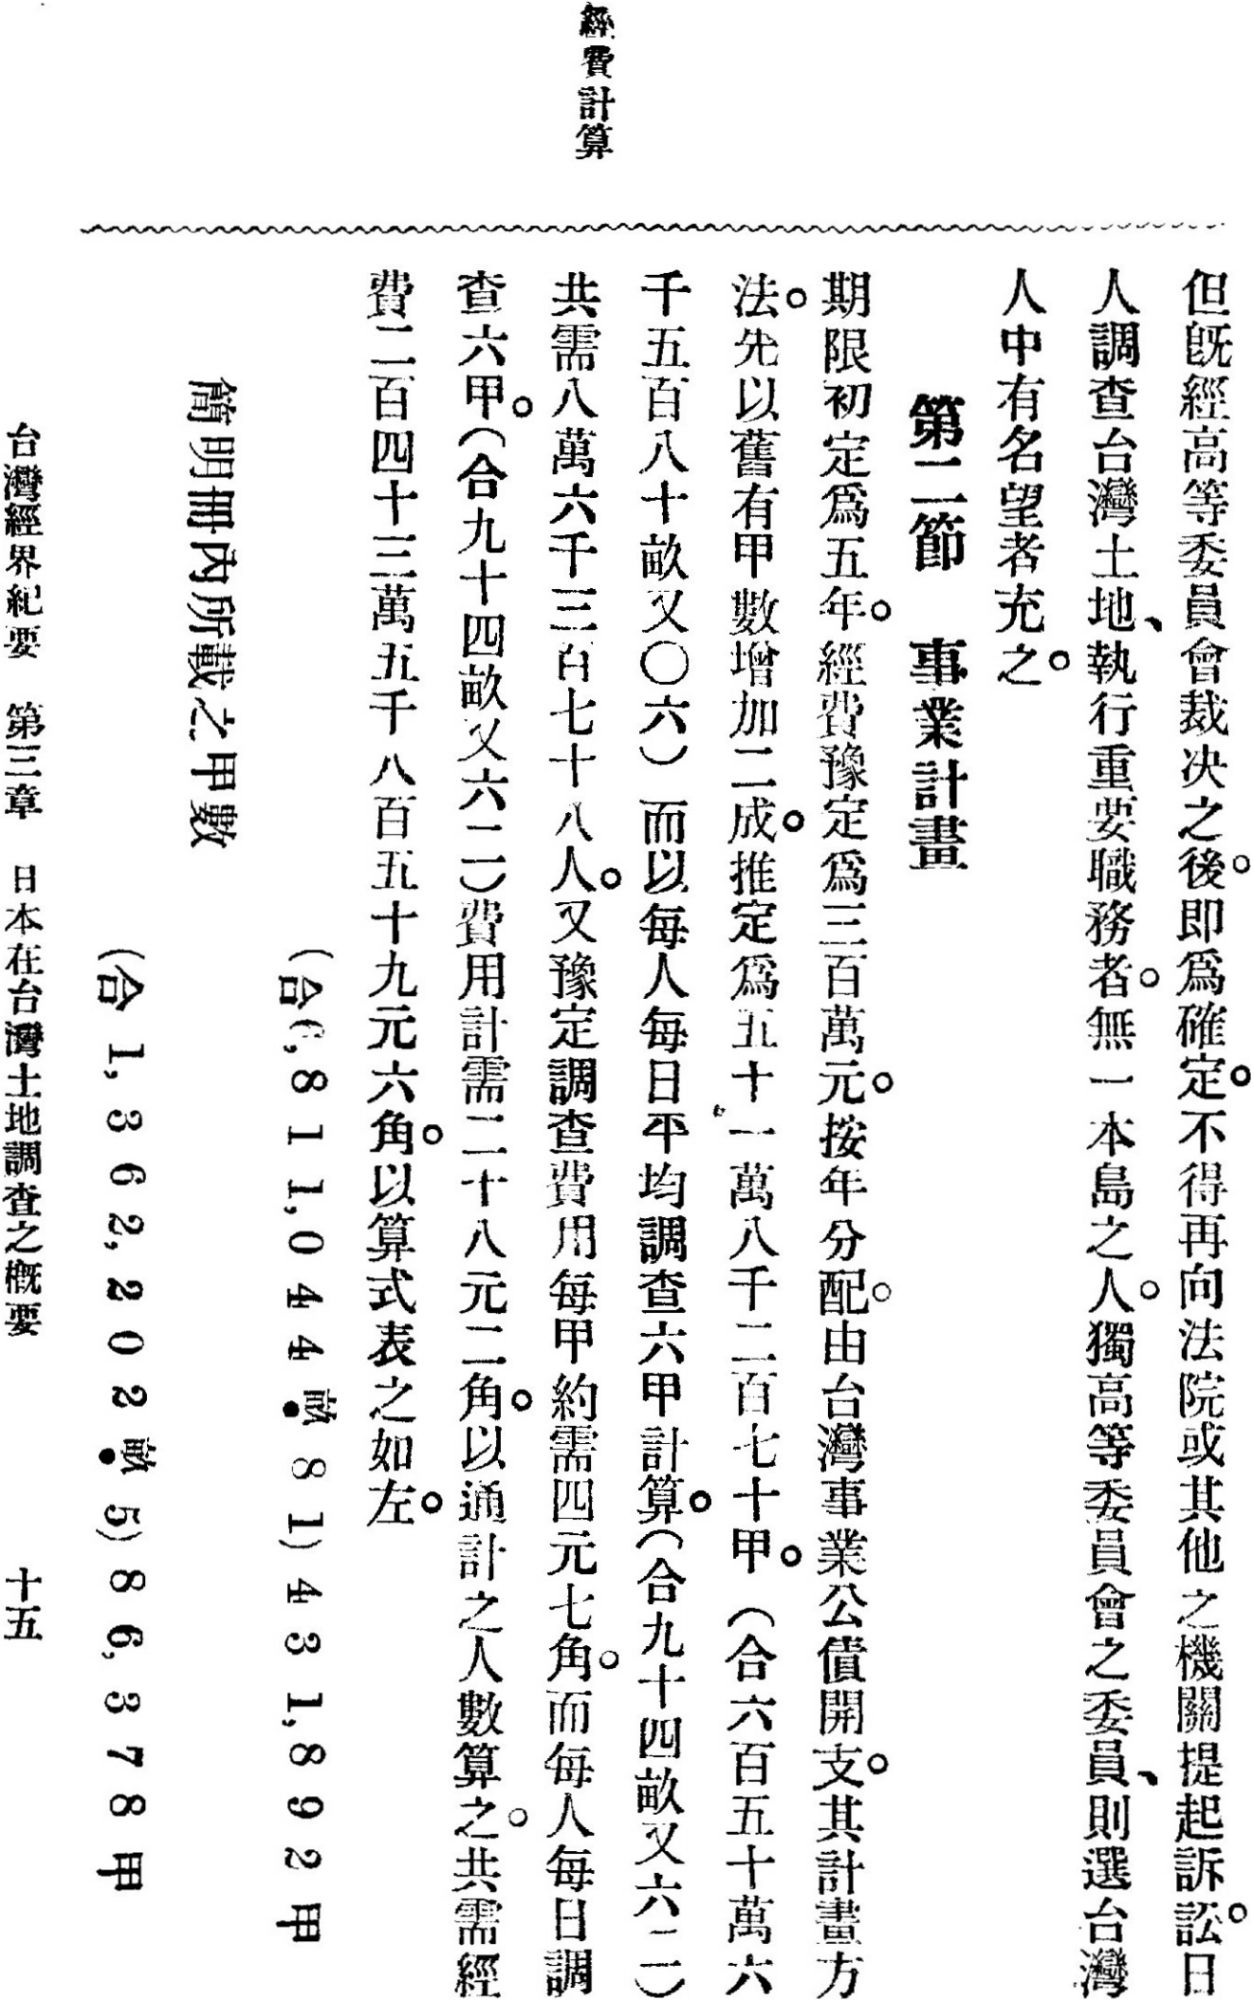 經費計算
但旣經高等委員會裁決之後。即爲確定。不得再向法院或其他之機關提起訴訟。日
人調查台灣土地、執行重要職務者。無一本島之人。獨高等委員會之委員、則選台灣
人中有名望者充之。
第二節　事業計畫
期限初定爲五年。經費豫定爲三百萬元。按年分配。由台灣事業公債開支。其計畫方
法。先以舊有甲數增加二成。推定爲五十一萬八千二百七十甲。（合六百五十萬六
千五百八十畝又〇六）而以每人每日平均調查六甲計算。（合九十四畝又六二）
共需八萬六千三百七十八人。又豫定調查費用每甲約需四元七角。而每人每日調
查六甲。（合九十四畝又六二）費用計需二十八元二角。以通計之人數算之。共需經
費二百四十三萬五千八百五十九元六角。以算式表之如左。
(合6,811,044畝.81)431,892甲
簡明冊內所載之甲數
(合1,362,202畝.5)86,378甲
台灣經界紀要　第三章　日本在台灣土地調查之概要　十五